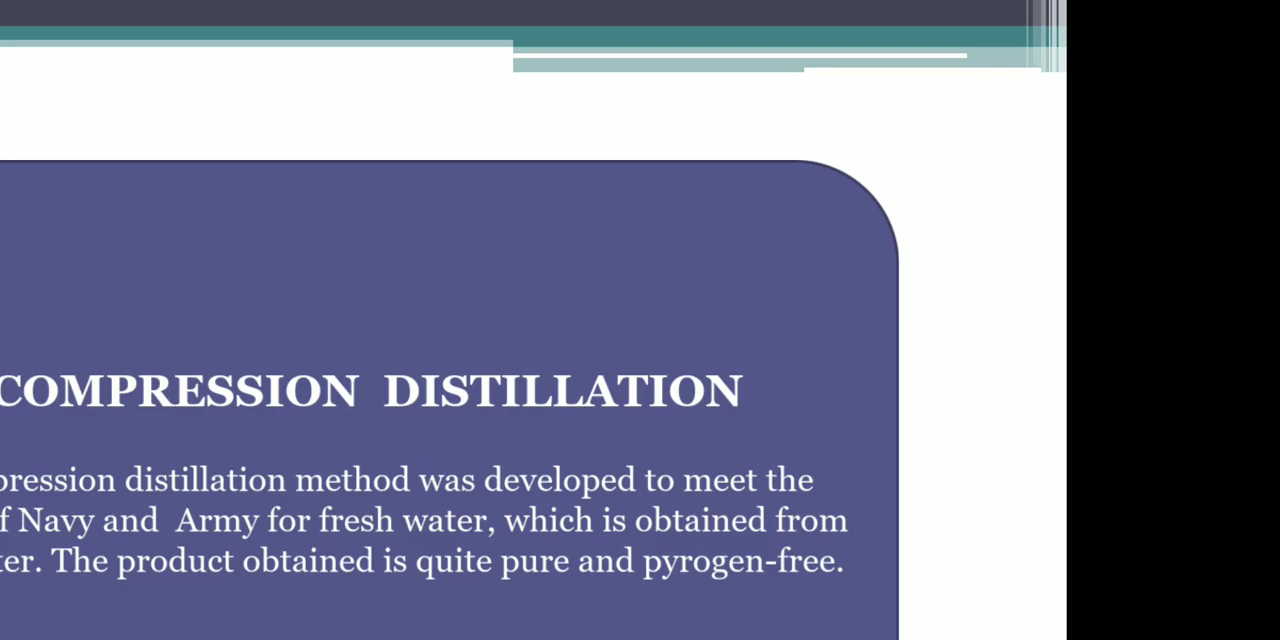 COMPRESSION DISTILLATION
pression distillation method was developed to meet the
f Navy and Army for fresh water, which is obtained from
ter. The product obtained is quite pure and pyrogen-free.